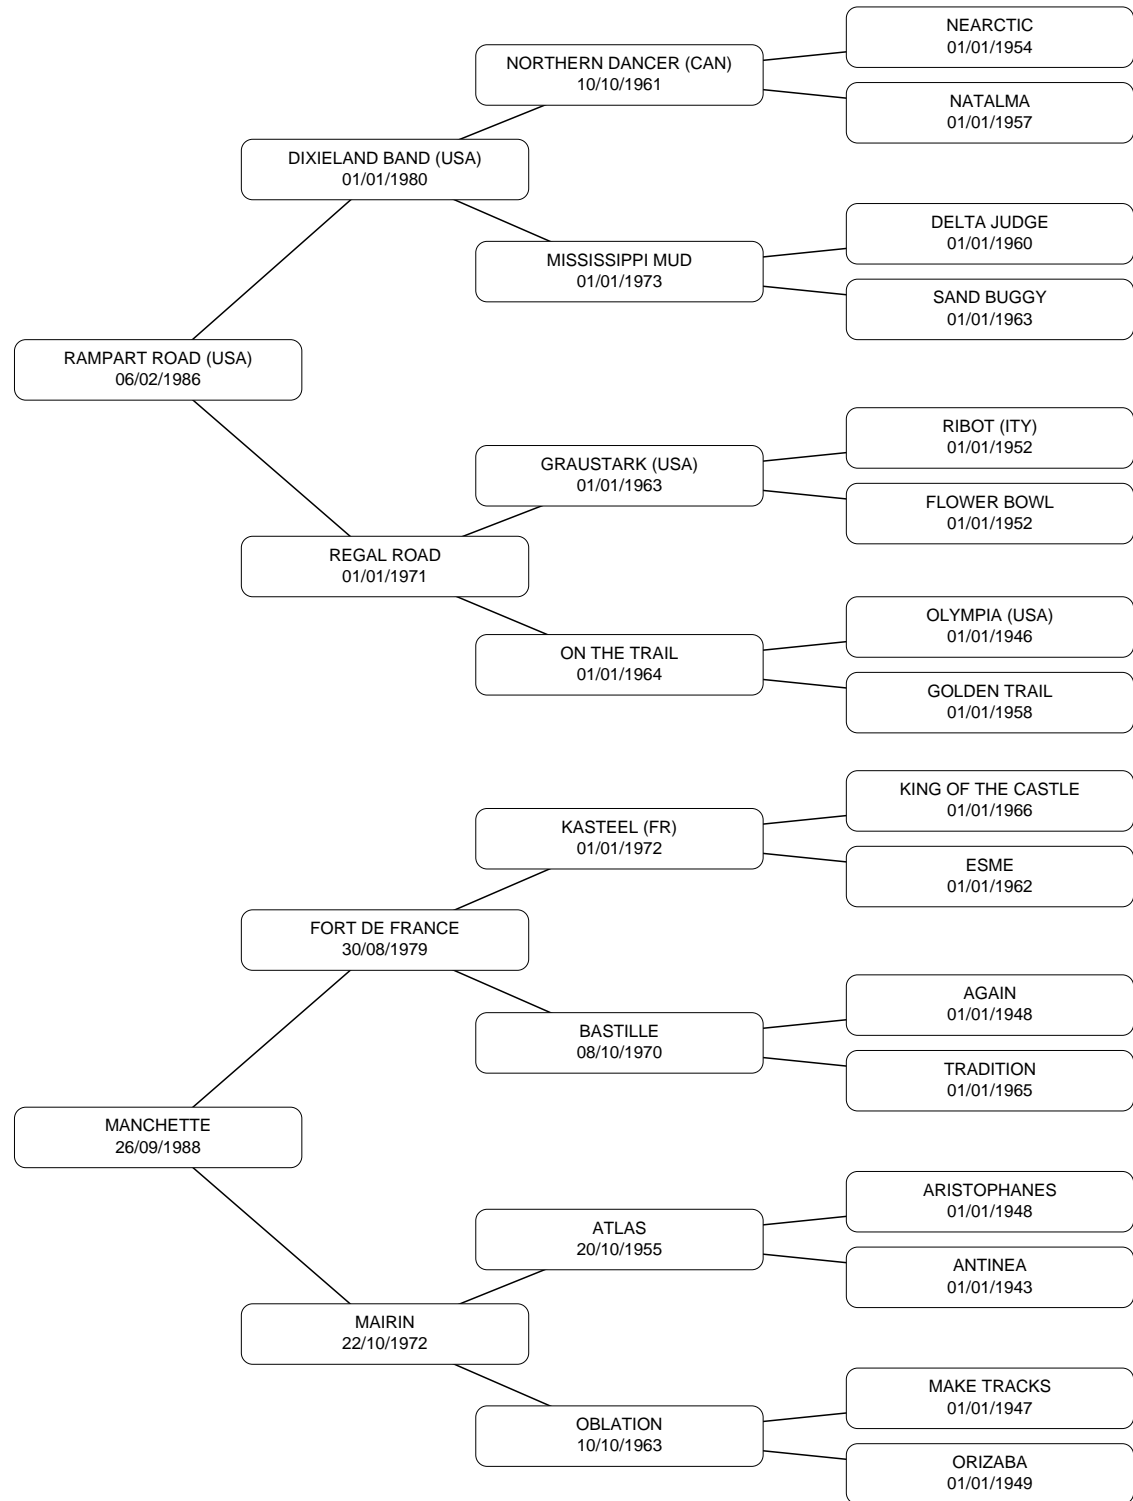 NEARCTIC
01/01/1954
NORTHERN DANCER (CAN)
10/10/1961
NATALMA
01/01/1957
DIXIELAND BAND (USA)
01/01/1980
DELTA JUDGE
01/01/1960
MISSISSIPPI MUD
01/01/1973
SAND BUGGY
01/01/1963
RAMPART ROAD (USA)
06/02/1986
RIBOT (ITY)
01/01/1952
GRAUSTARK (USA)
01/01/1963
FLOWER BOWL
01/01/1952
REGAL ROAD
01/01/1971
OLYMPIA (USA)
01/01/1946
ON THE TRAIL
01/01/1964
GOLDEN TRAIL
01/01/1958
KING OF THE CASTLE
01/01/1966
KASTEEL (FR)
01/01/1972
ESME
01/01/1962
FORT DE FRANCE
30/08/1979
AGAIN
01/01/1948
BASTILLE
08/10/1970
TRADITION
01/01/1965
MANCHETTE
26/09/1988
ARISTOPHANES
01/01/1948
ATLAS
20/10/1955
ANTINEA
01/01/1943
MAIRIN
22/10/1972
MAKE TRACKS
01/01/1947
OBLATION
10/10/1963
ORIZABA
01/01/1949